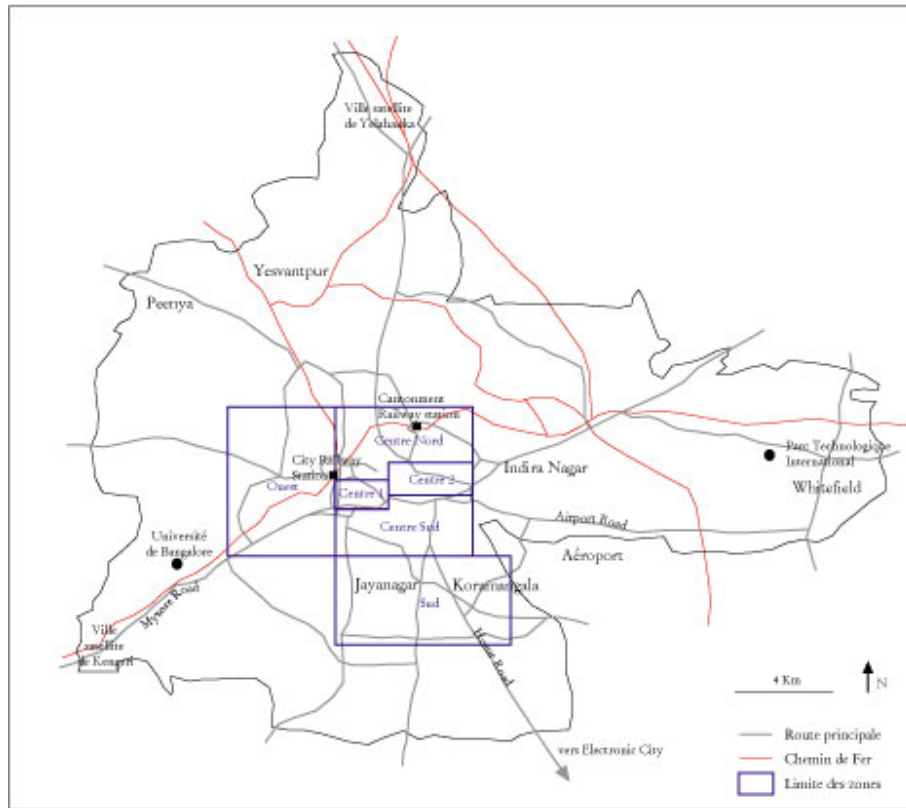 Ville satellite
de Yelahanka
Yesvantpur
Peenya
Cantonment
Railway station
Centre Nord
City Railway
Station
Ouest
Centre 1
Centre 2
Indira Nagar
Parc Technologique
International
Whitefield
Centre Sud
Airport Road
Aéroport
Université
de Bangalore
Jayanagar
Koramangala
Sud
Mysore Road
Ville
satellite
de Kengeri
Hosur Road
4 Km
N
vers Electronic City
Route principale
Chemin de Fer
Limite des zones